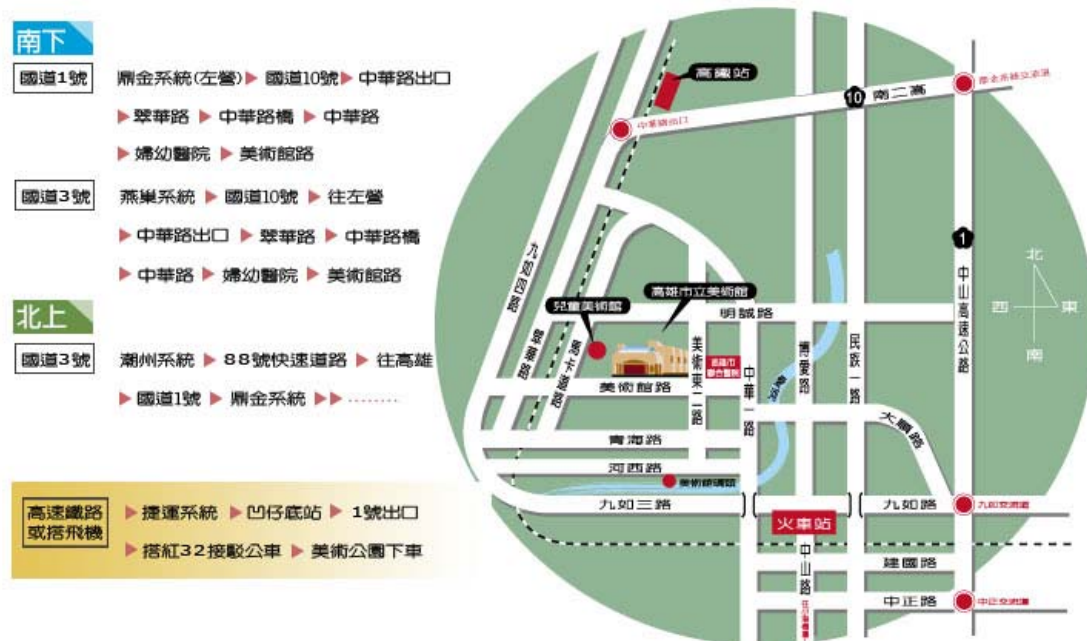 南下
國道1號
鼎金系統(左營)▶國道10號▶中華路出口
▶翠華路▶中華路橋▶中華路
▶婦幼醫院▶美術館路
國道3號
燕巢系統▶國道10號▶往左營
▶中華路出口▶翠華路▶中華路橋
▶中華路▶婦幼醫院▶美術館路
北上
國道3號
潮州系統▶88號快速道路▶往高雄
▶國道1號▶鼎金系統▶▶········
高速鐵路
或搭飛機
▶捷運系統▶凹仔底站▶1號出口
▶搭紅32接駁公車▶美術公園下車
高鐵站
10
南二高
鼎金系統交流道
中華路出口
1
中山高速公路
北
西
東
南
九如四路
翠華路
馬卡道路
兒童美術館
高雄市立美術館
明誠路
美術東二路
高雄市
聯合醫院
中華一路
博愛路
民族一路
愛河
美術館路
大順路
青海路
河西路
美術館碼頭
九如三路
九如路
九如交流道
火車站
中山路
建國路
中正路
中正交流道